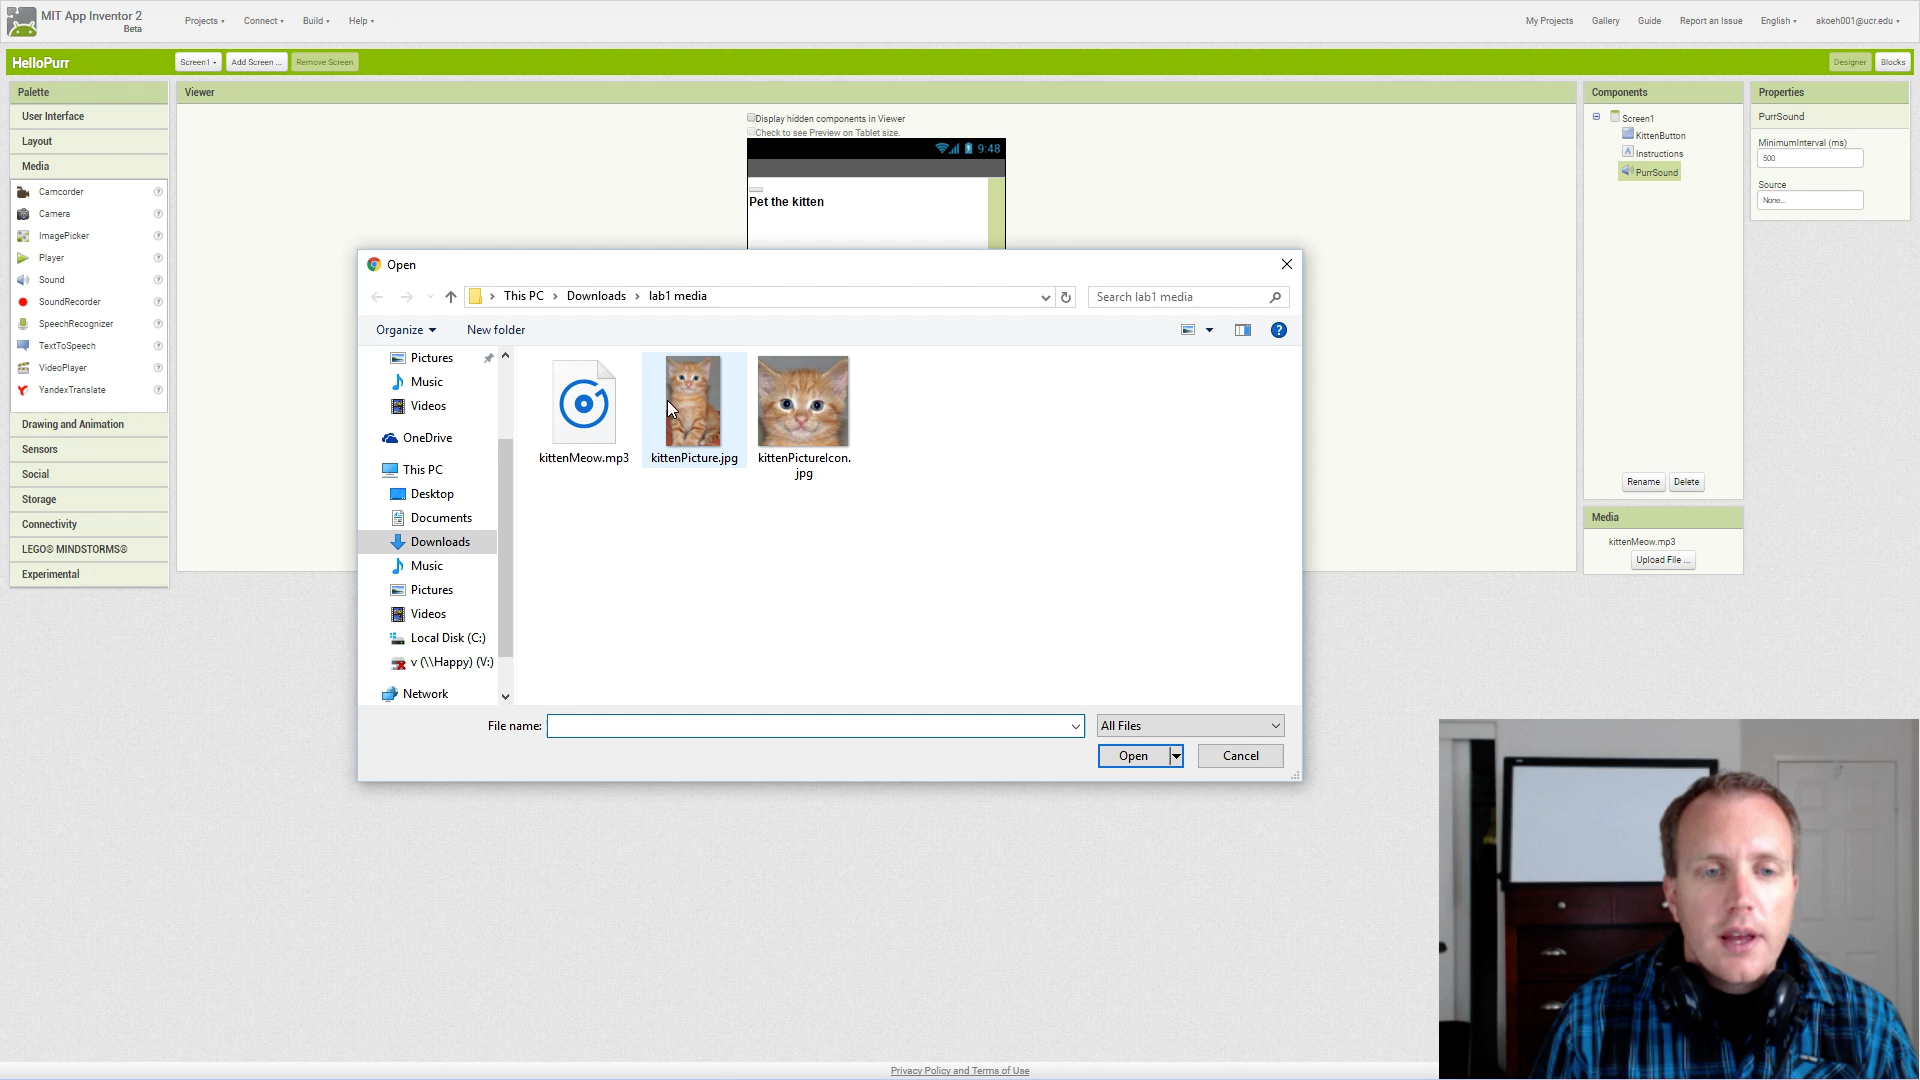 MIT App Inventor 2
Beta
Projects
Connect
Build
Help
My Projects
Gallery
Guide
Report an Issue
English
akoeh001@ucr.edu
HelloPurr
Screen1
Add Screen ...
Remove Screen
Designer
Blocks
Palette
User Interface
Layout
Media
Camcorder
Camera
ImagePicker
Player
Sound
SoundRecorder
SpeechRecognizer
TextToSpeech
VideoPlayer
YandexTranslate
Drawing and Animation
Sensors
Social
Storage
Connectivity
LEGO® MINDSTORMS®
Experimental
Viewer
Display hidden components in Viewer
Check to see Preview on Tablet size.
9:48
Pet the kitten
Open
This PC > Downloads > lab1 media
Search lab1 media
Organize
New folder
Pictures
Music
Videos
OneDrive
This PC
Desktop
Documents
Downloads
Music
Pictures
Videos
Local Disk (C:)
v (\\Happy) (V:)
Network
kittenMeow.mp3
kittenPicture.jpg
kittenPictureIcon.
jpg
File name:
All Files
Open
Cancel
Components
Screen1
KittenButton
Instructions
PurrSound
Rename
Delete
Media
kittenMeow.mp3
Upload File ...
Properties
PurrSound
MinimumInterval (ms)
500
Source
None...
Privacy Policy and Terms of Use